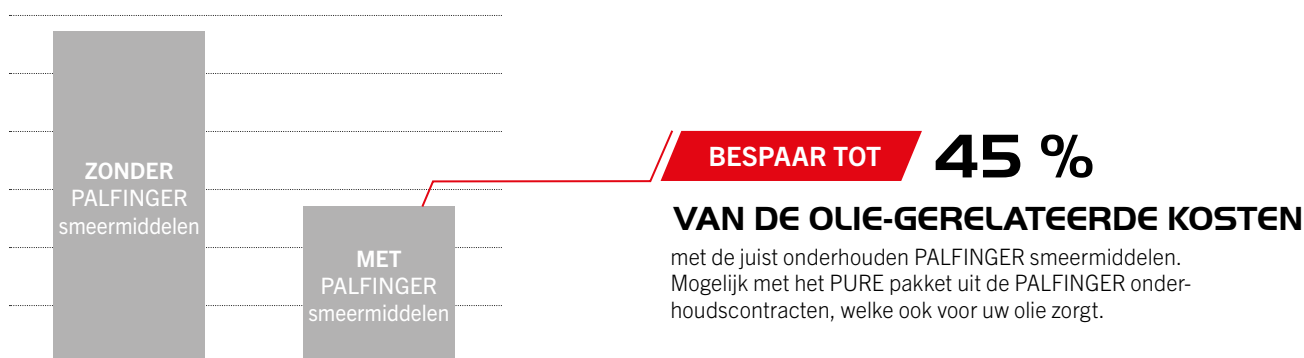 ZONDER
PALFINGER
smeermiddelen
MET
PALFINGER
smeermiddelen
BESPAAR TOT 45 %
VAN DE OLIE-GERELATEERDE KOSTEN
met de juist onderhouden PALFINGER smeermiddelen.
Mogelijk met het PURE pakket uit de PALFINGER onder-
houdscontracten, welke ook voor uw olie zorgt.